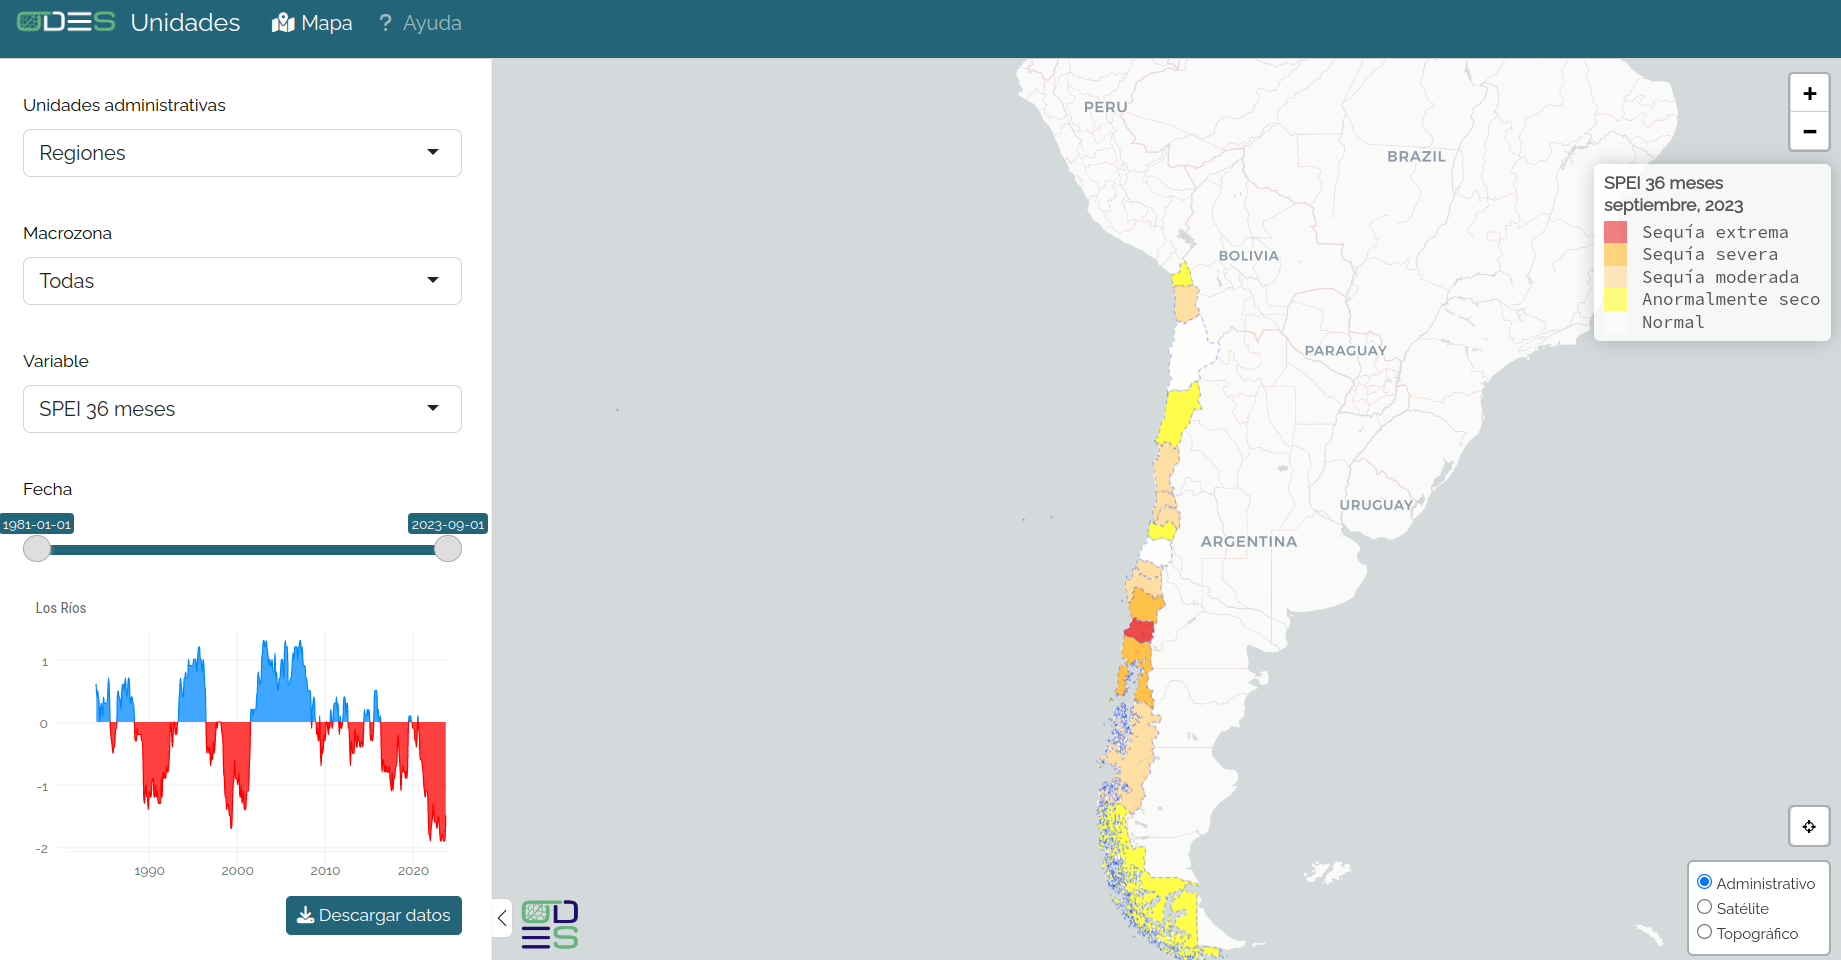 ODES Unidades Mapa ? Ayuda
Unidades administrativas
Regiones
Macrozona
Todas
Variable
SPEI 36 meses
Fecha
1981-01-01 2023-09-01
Los Ríos
1
0
-1
-2
1990 2000 2010 2020
Descargar datos
PERU
BRAZIL
BOLIVIA
PARAGUAY
URUGUAY
ARGENTINA
ODES
+
−
SPEI 36 meses
septiembre, 2023
Sequía extrema
Sequía severa
Sequía moderada
Anormalmente seco
Normal
Administrativo
Satélite
Topográfico